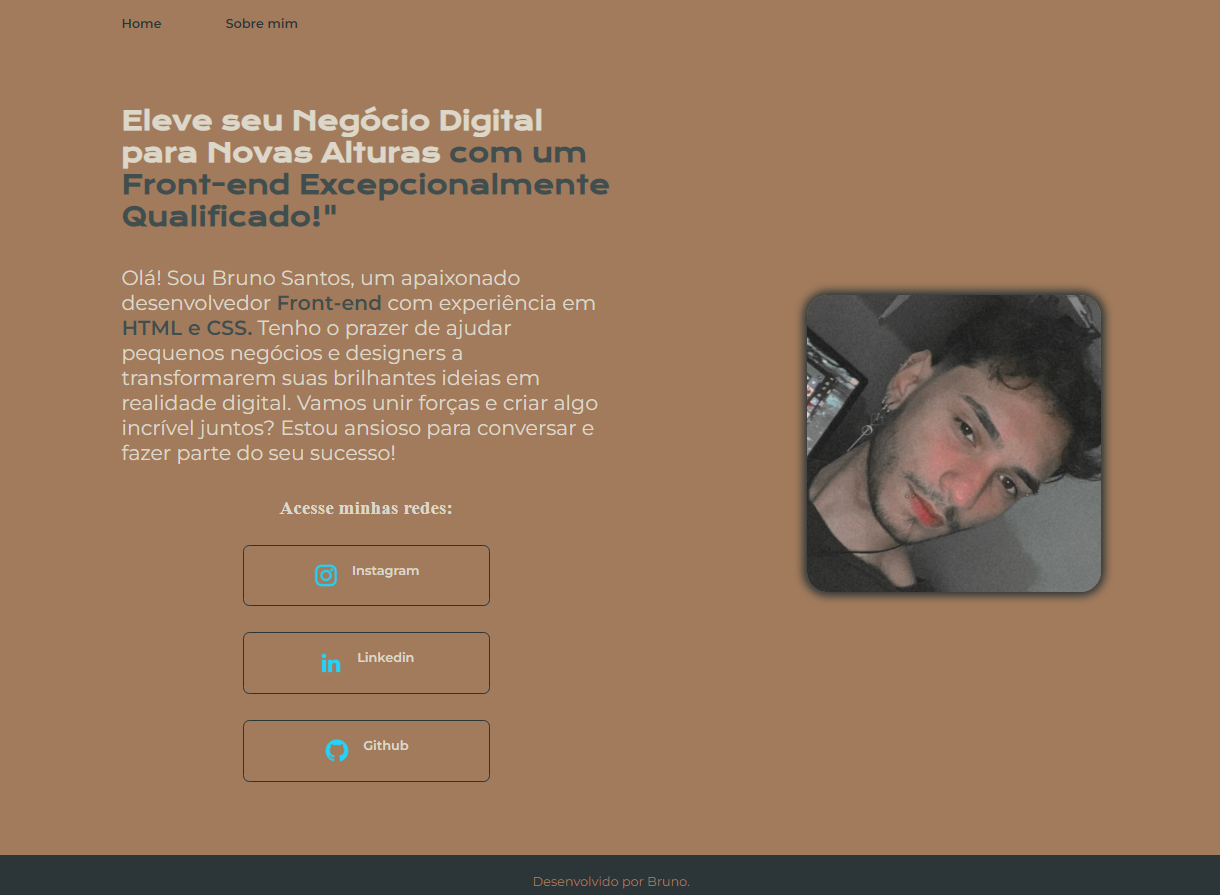 Home Sobre mim
Eleve seu Negócio Digital
para Novas Alturas com um
Front-end Excepcionalmente
Qualificado!"
Olá! Sou Bruno Santos, um apaixonado
desenvolvedor Front-end com experiência em
HTML e CSS. Tenho o prazer de ajudar
pequenos negócios e designers a
transformarem suas brilhantes ideias em
realidade digital. Vamos unir forças e criar algo
incrível juntos? Estou ansioso para conversar e
fazer parte do seu sucesso!
Acesse minhas redes:
Instagram
in Linkedin
Github
Desenvolvido por Bruno.